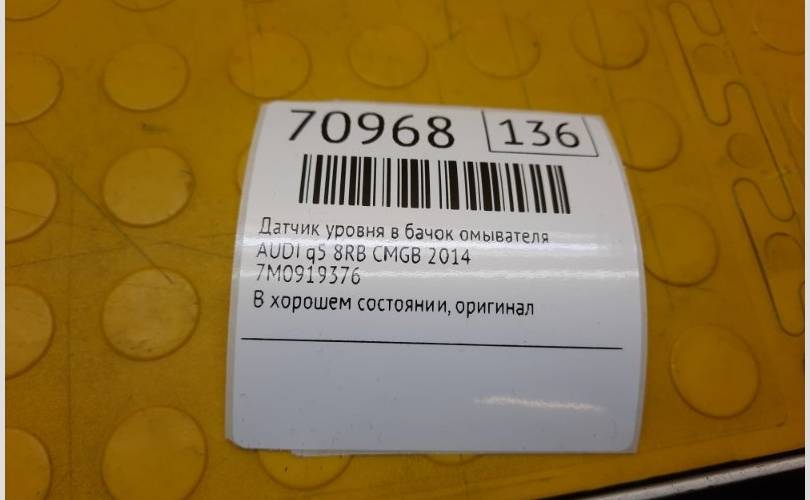 70968 136
Датчик уровня в бачок омывателя
AUDI q5 8RB CMGB 2014
7M0919376
В хорошем состоянии, оригинал